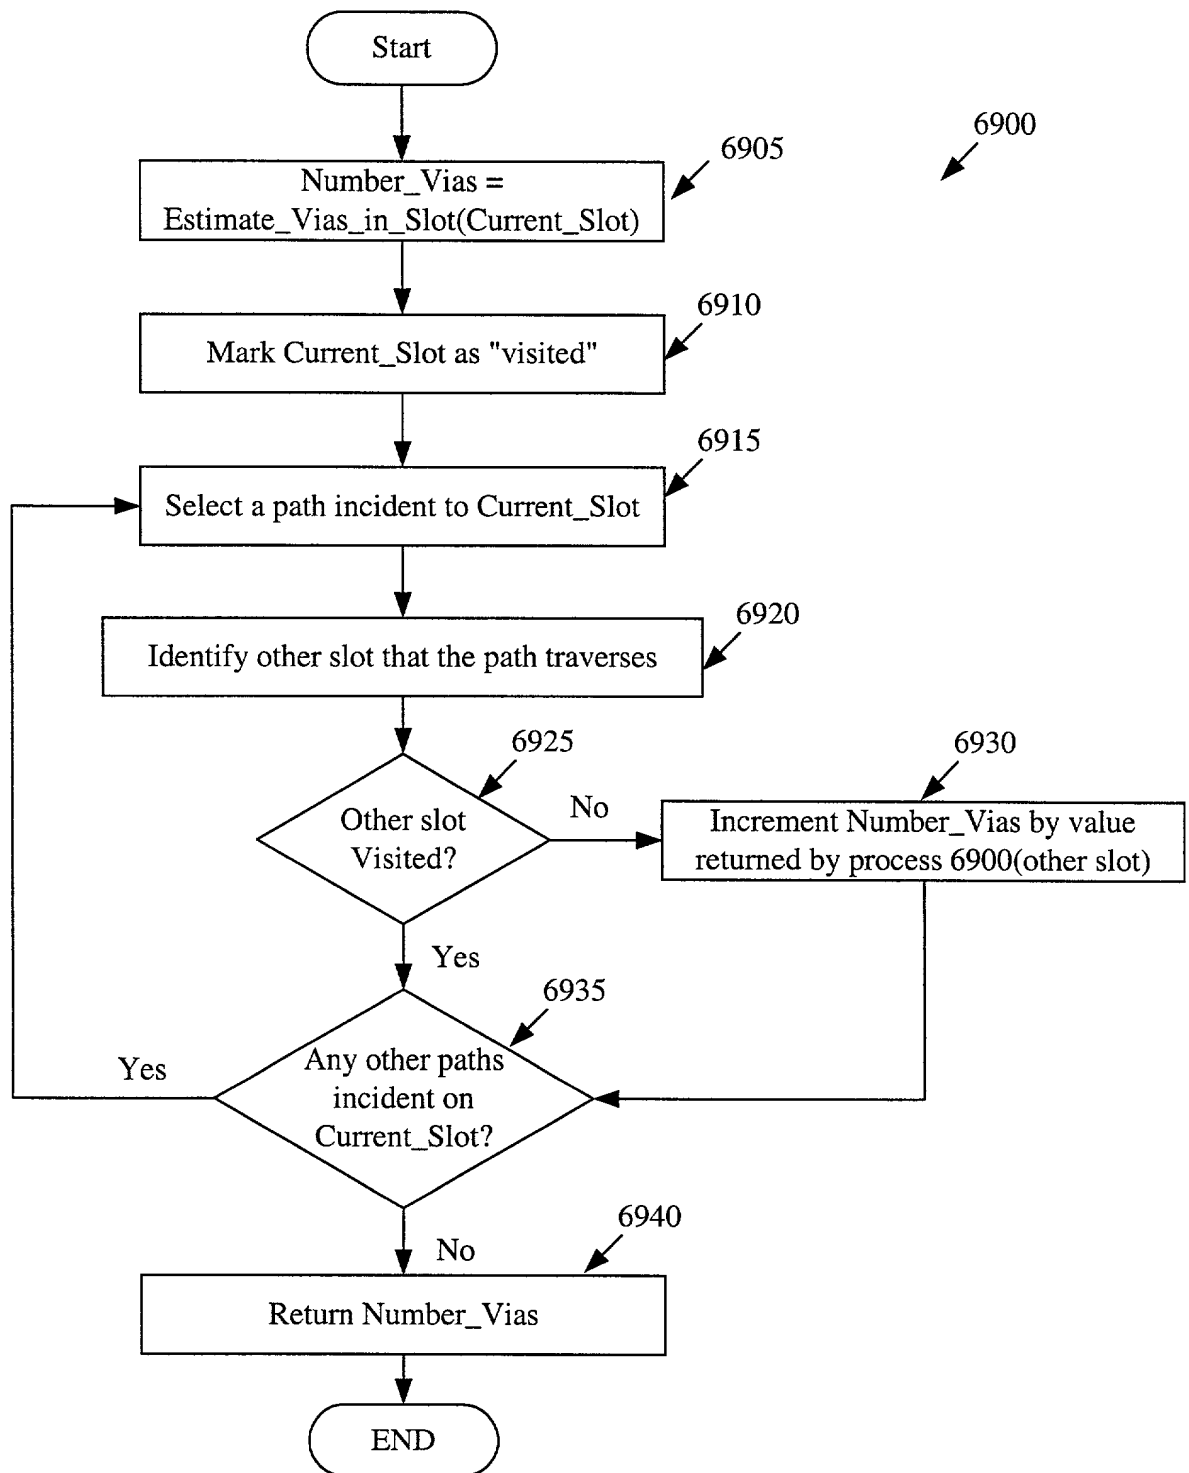 Start
6900
6905
Number_Vias =
Estimate_Vias_in_Slot(Current_Slot)
6910
Mark Current_Slot as "visited"
6915
Select a path incident to Current_Slot
6920
Identify other slot that the path traverses
6925
Other slot
Visited?
No
6930
Increment Number_Vias by value
returned by process 6900(other slot)
Yes
6935
Any other paths
incident on
Current_Slot?
Yes
No
6940
Return Number_Vias
END